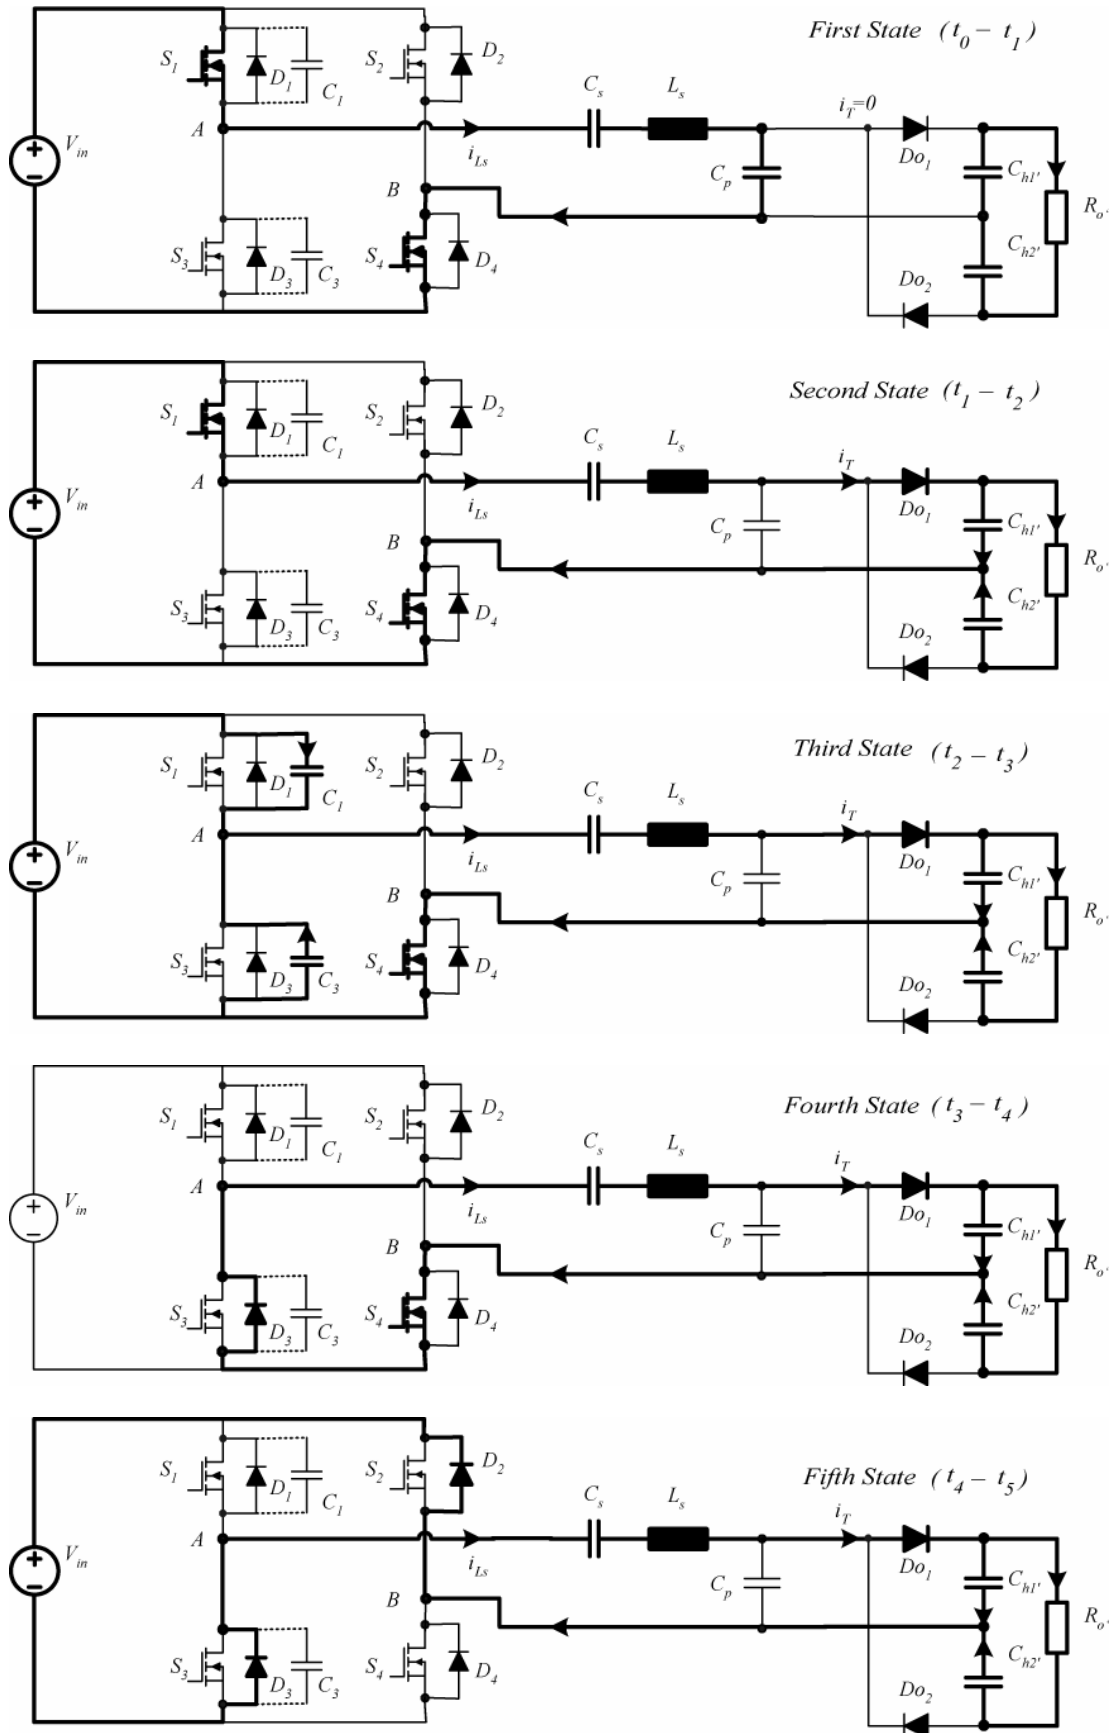 First State (t0 – t1)
S1 D1 C1 S2 D2
Cs Ls iT=0
Vin A iLs Cp Do1 Ch1' Ro'
B
S3 D3 C3 S4 D4 Do2 Ch2'
Second State (t1 – t2)
S1 D1 C1 S2 D2
Cs Ls iT
Vin A iLs Cp Do1 Ch1' Ro'
B
S3 D3 C3 S4 D4 Do2 Ch2'
Third State (t2 – t3)
S1 D1 C1 S2 D2
Cs Ls iT
Vin A iLs Cp Do1 Ch1' Ro'
B
S3 D3 C3 S4 D4 Do2 Ch2'
Fourth State (t3 – t4)
S1 D1 C1 S2 D2
Cs Ls iT
Vin A iLs Cp Do1 Ch1' Ro'
B
S3 D3 C3 S4 D4 Do2 Ch2'
Fifth State (t4 – t5)
S1 D1 C1 S2 D2
Cs Ls iT
Vin A iLs Cp Do1 Ch1' Ro'
B
S3 D3 C3 S4 D4 Do2 Ch2'